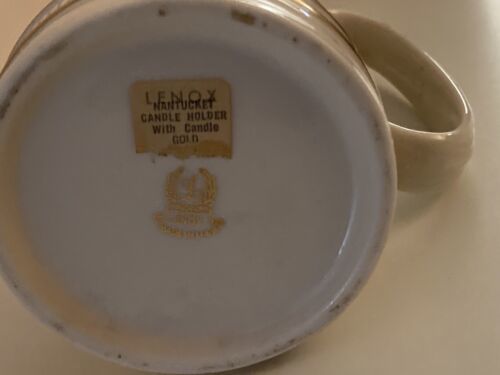 LENOX
NANTUCKET
CANDLE HOLDER
With Candle
GOLD
L